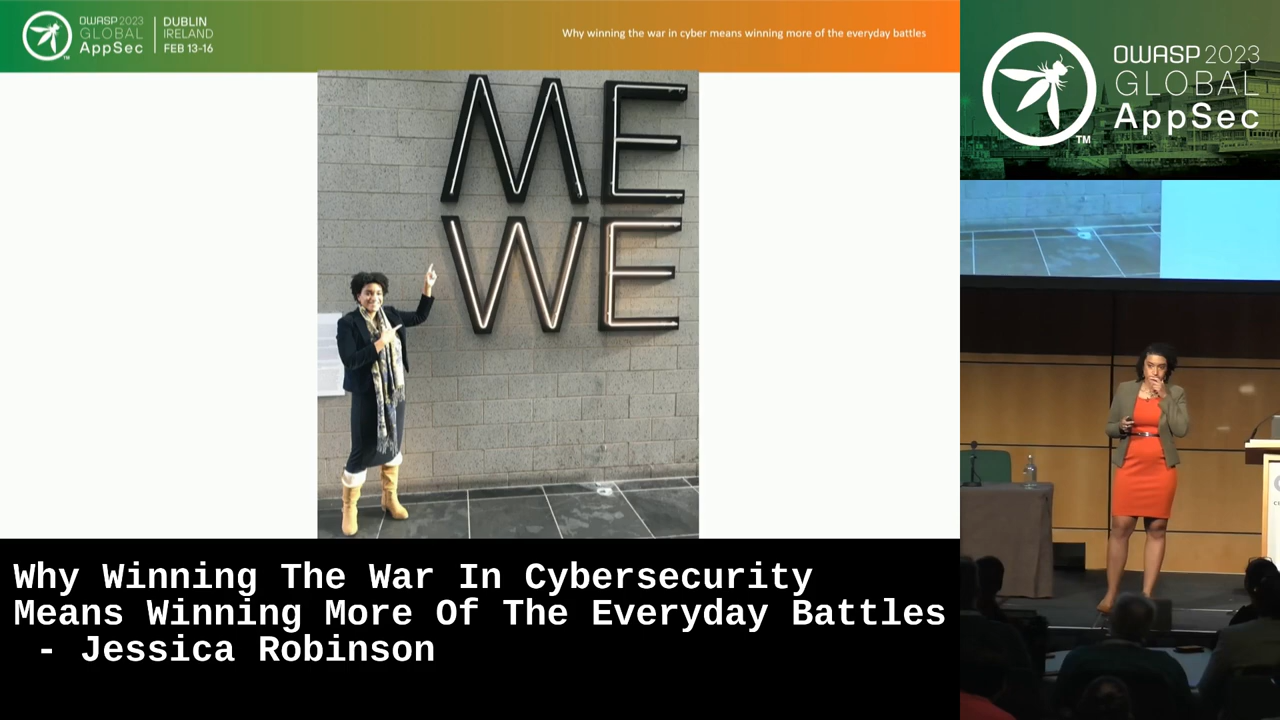 OWASP 2023
GLOBAL
AppSec
DUBLIN
IRELAND
FEB 13-16
TM
Why winning the war in cyber means winning more of the everyday battles
ME
WE
OWASP 2023
GLOBAL
AppSec
TM
Why Winning The War In Cybersecurity
Means Winning More Of The Everyday Battles
- Jessica Robinson